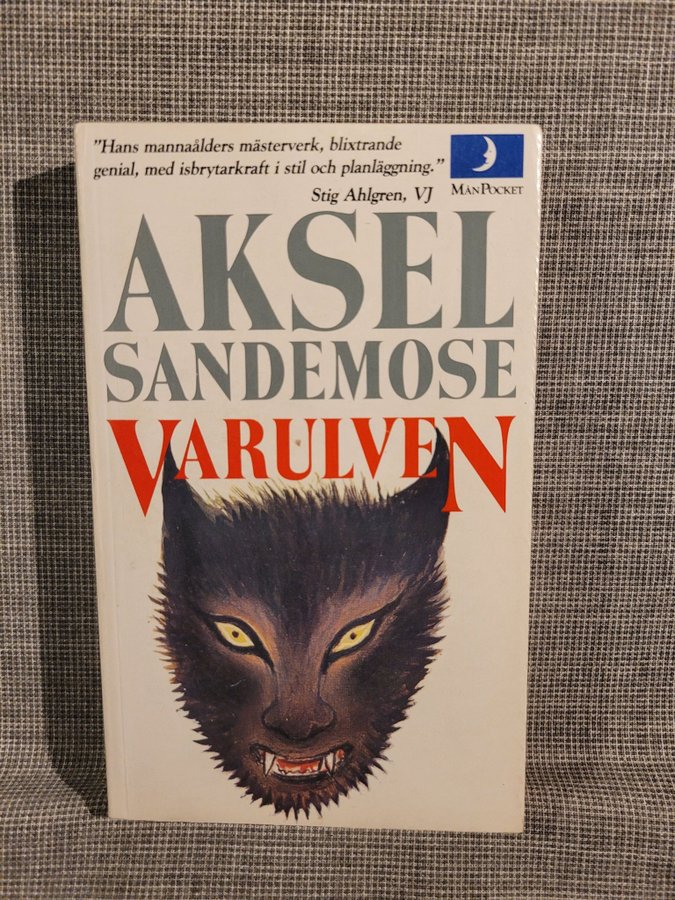 "Hans mannaålders mästerverk, blixtrande
genial, med isbrytarkraft i stil och planläggning."
Stig Ahlgren, VJ
MÅNPOCKET
AKSEL
SANDEMOSE
VARULVEN